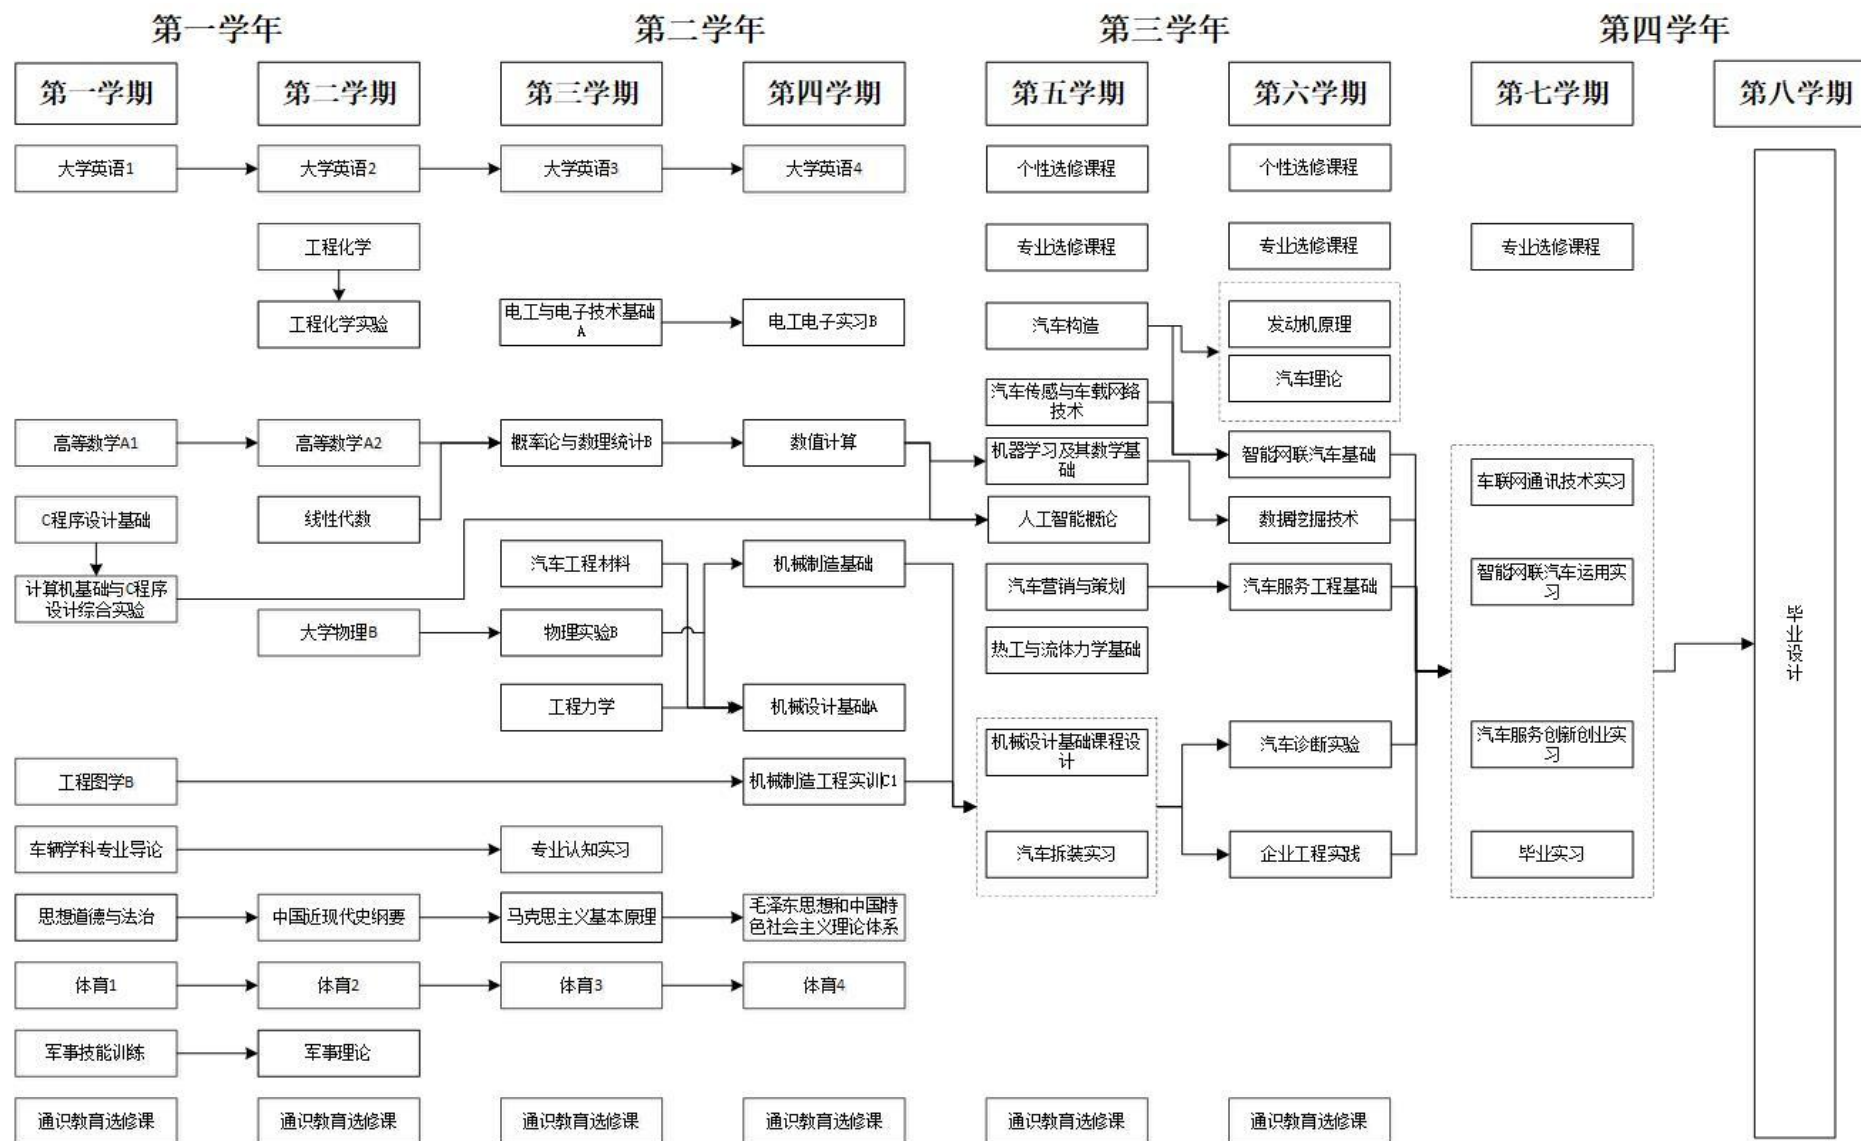 第一学年
第二学年
第三学年
第四学年
第一学期
第二学期
第三学期
第四学期
第五学期
第六学期
第七学期
第八学期
大学英语1
大学英语2
大学英语3
大学英语4
个性选修课程
个性选修课程
工程化学
专业选修课程
专业选修课程
专业选修课程
工程化学实验
电工与电子技术基础
A
电工电子实习B
汽车构造
发动机原理
汽车理论
汽车传感与车载网络
技术
高等数学A1
高等数学A2
概率论与数理统计B
数值计算
机器学习及其数学基
础
智能网联汽车基础
车联网通讯技术实习
C程序设计基础
线性代数
人工智能概论
数据挖掘技术
计算机基础与C程序
设计综合实验
汽车工程材料
机械制造基础
汽车营销与策划
汽车服务工程基础
智能网联汽车运用实
习
大学物理B
物理实验B
热工与流体力学基础
毕
业
设
计
工程力学
机械设计基础A
机械设计基础课程设
计
汽车诊断实验
汽车服务创新创业实
习
工程图学B
机械制造工程实训C1
车辆学科专业导论
专业认知实习
汽车拆装实习
企业工程实践
毕业实习
思想道德与法治
中国近现代史纲要
马克思主义基本原理
毛泽东思想和中国特
色社会主义理论体系
体育1
体育2
体育3
体育4
军事技能训练
军事理论
通识教育选修课
通识教育选修课
通识教育选修课
通识教育选修课
通识教育选修课
通识教育选修课